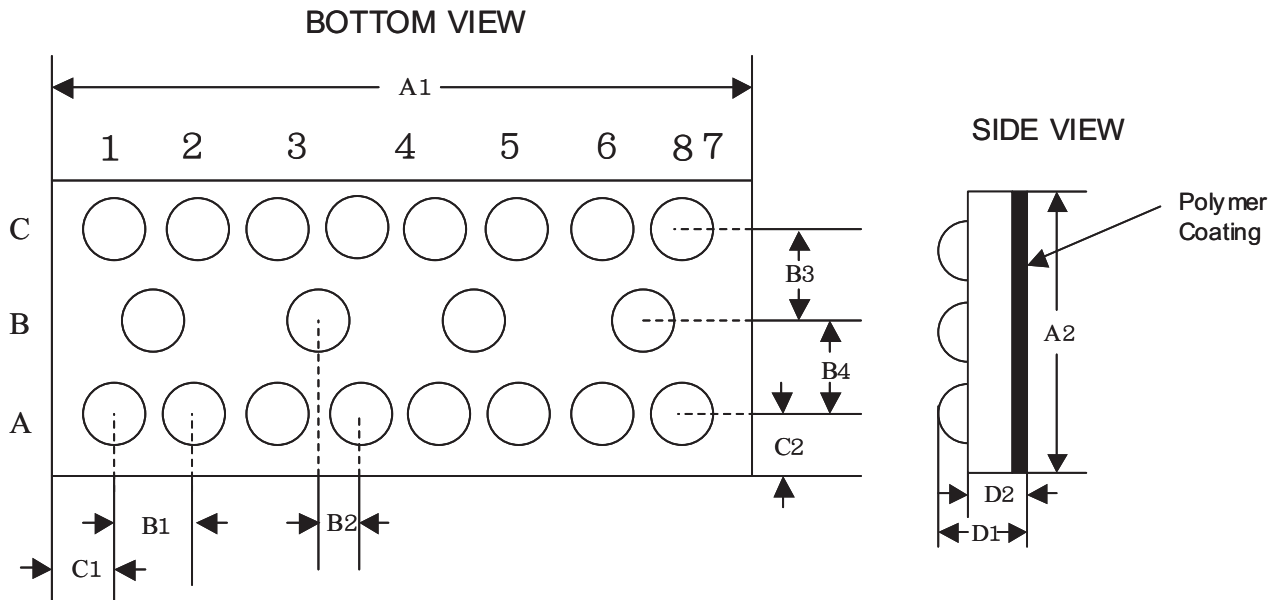 BOTTOM VIEW
A1
1 2 3 4 5 6 8 7
SIDE VIEW
Polymer
Coating
C
B3
B
A2
B4
A
C2
B1
B2
D2
D1
C1